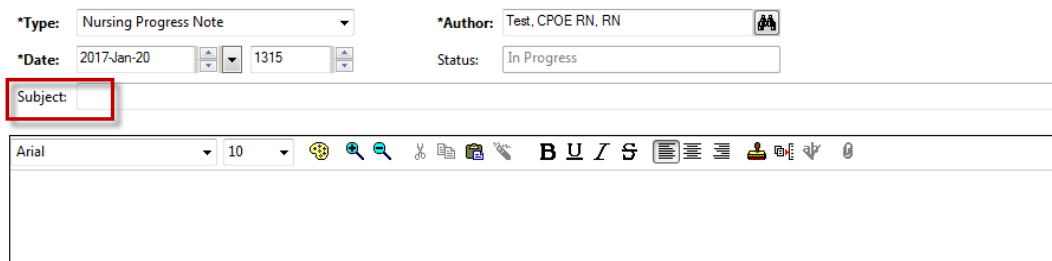 *Type: Nursing Progress Note *Author: Test, CPOE RN, RN
*Date: 2017-Jan-20 1315 Status: In Progress
Subject:
Arial 10 B U I S